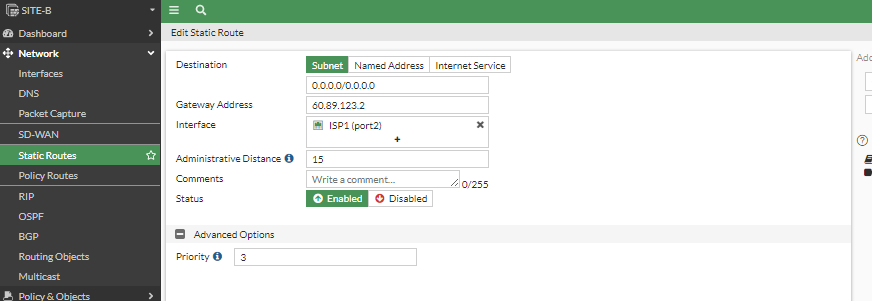 SITE-B
Dashboard
Network
Interfaces
DNS
Packet Capture
SD-WAN
Static Routes
Policy Routes
RIP
OSPF
BGP
Routing Objects
Multicast
Policy & Objects
Edit Static Route
Destination Subnet Named Address Internet Service
0.0.0.0/0.0.0.0
Gateway Address 60.89.123.2
Interface ISP1 (port2)
+
Administrative Distance 15
Comments Write a comment... 0/255
Status Enabled Disabled
Advanced Options
Priority 3